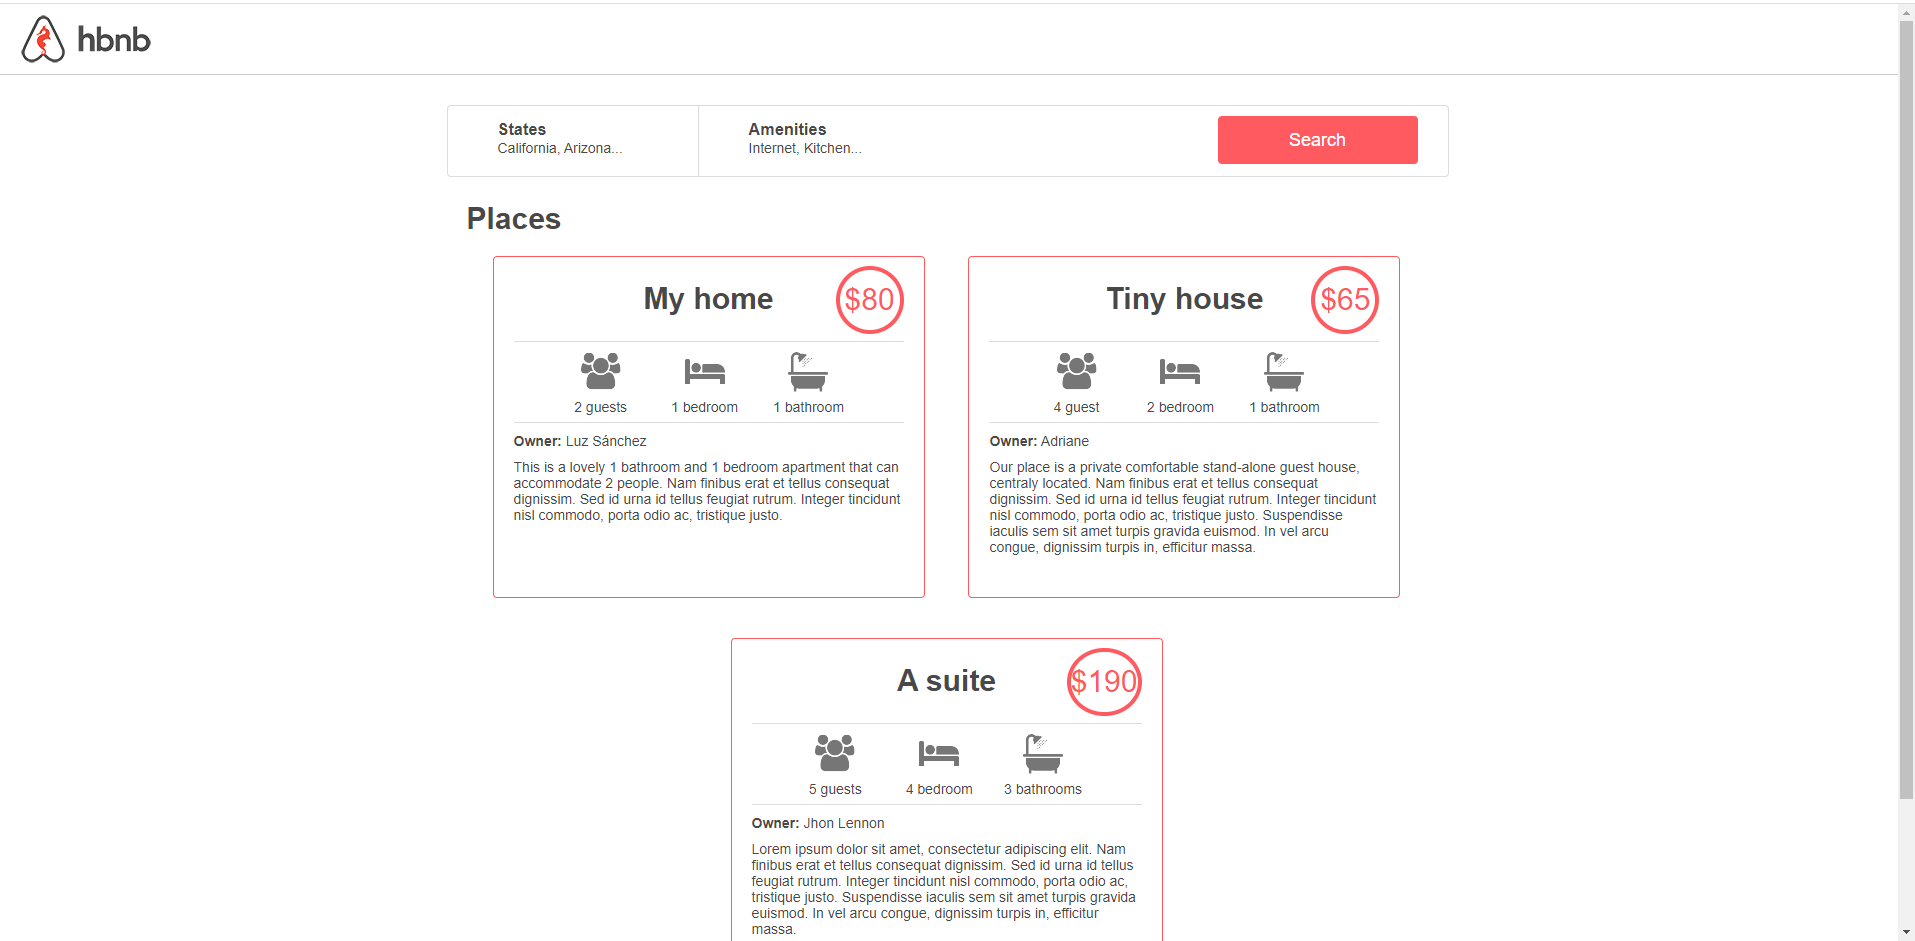 hbnb
States
California, Arizona...
Amenities
Internet, Kitchen...
Search
Places
My home
$80
2 guests
1 bedroom
1 bathroom
Owner: Luz Sánchez
This is a lovely 1 bathroom and 1 bedroom apartment that can
accommodate 2 people. Nam finibus erat et tellus consequat
dignissim. Sed id urna id tellus feugiat rutrum. Integer tincidunt
nisl commodo, porta odio ac, tristique justo.
Tiny house
$65
4 guest
2 bedroom
1 bathroom
Owner: Adriane
Our place is a private comfortable stand-alone guest house,
centraly located. Nam finibus erat et tellus consequat
dignissim. Sed id urna id tellus feugiat rutrum. Integer tincidunt
nisl commodo, porta odio ac, tristique justo. Suspendisse
iaculis sem sit amet turpis gravida euismod. In vel arcu
congue, dignissim turpis in, efficitur massa.
A suite
$190
5 guests
4 bedroom
3 bathrooms
Owner: Jhon Lennon
Lorem ipsum dolor sit amet, consectetur adipiscing elit. Nam
finibus erat et tellus consequat dignissim. Sed id urna id tellus
feugiat rutrum. Integer tincidunt nisl commodo, porta odio ac,
tristique justo. Suspendisse iaculis sem sit amet turpis gravida
euismod. In vel arcu congue, dignissim turpis in, efficitur
massa.